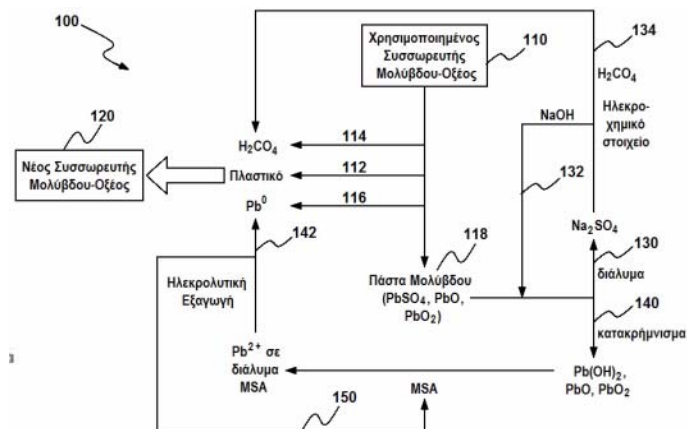 100
Χρησιμοποιημένος
Συσσωρευτής
Μολύβδου-Οξέος
110
134
H2CO4
NaOH
Ηλεκρο-
χημικό
στοιχείο
120
Νέος Συσσωρευτής
Μολύβδου-Οξέος
H2CO4
114
Πλαστικό
112
Pb0
116
132
142
118
Na2SO4
Ηλεκρολυτική
Εξαγωγή
Πάστα Μολύβδου
(PbSO4, PbO,
PbO2)
130
διάλυμα
140
κατακρήμνισμα
Pb2+ σε
διάλυμα
MSA
MSA
Pb(OH)2,
PbO, PbO2
150